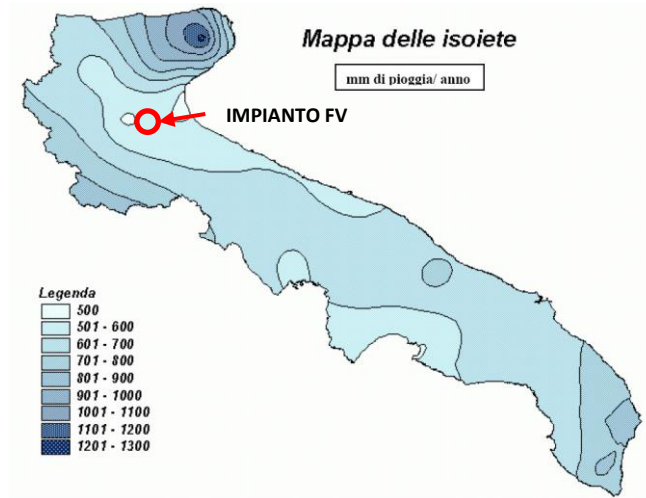 Mappa delle isoiete
mm di pioggia/ anno
IMPIANTO FV
Legenda
500
501 - 600
601 - 700
701 - 800
801 - 900
901 - 1000
1001 - 1100
1101 - 1200
1201 - 1300